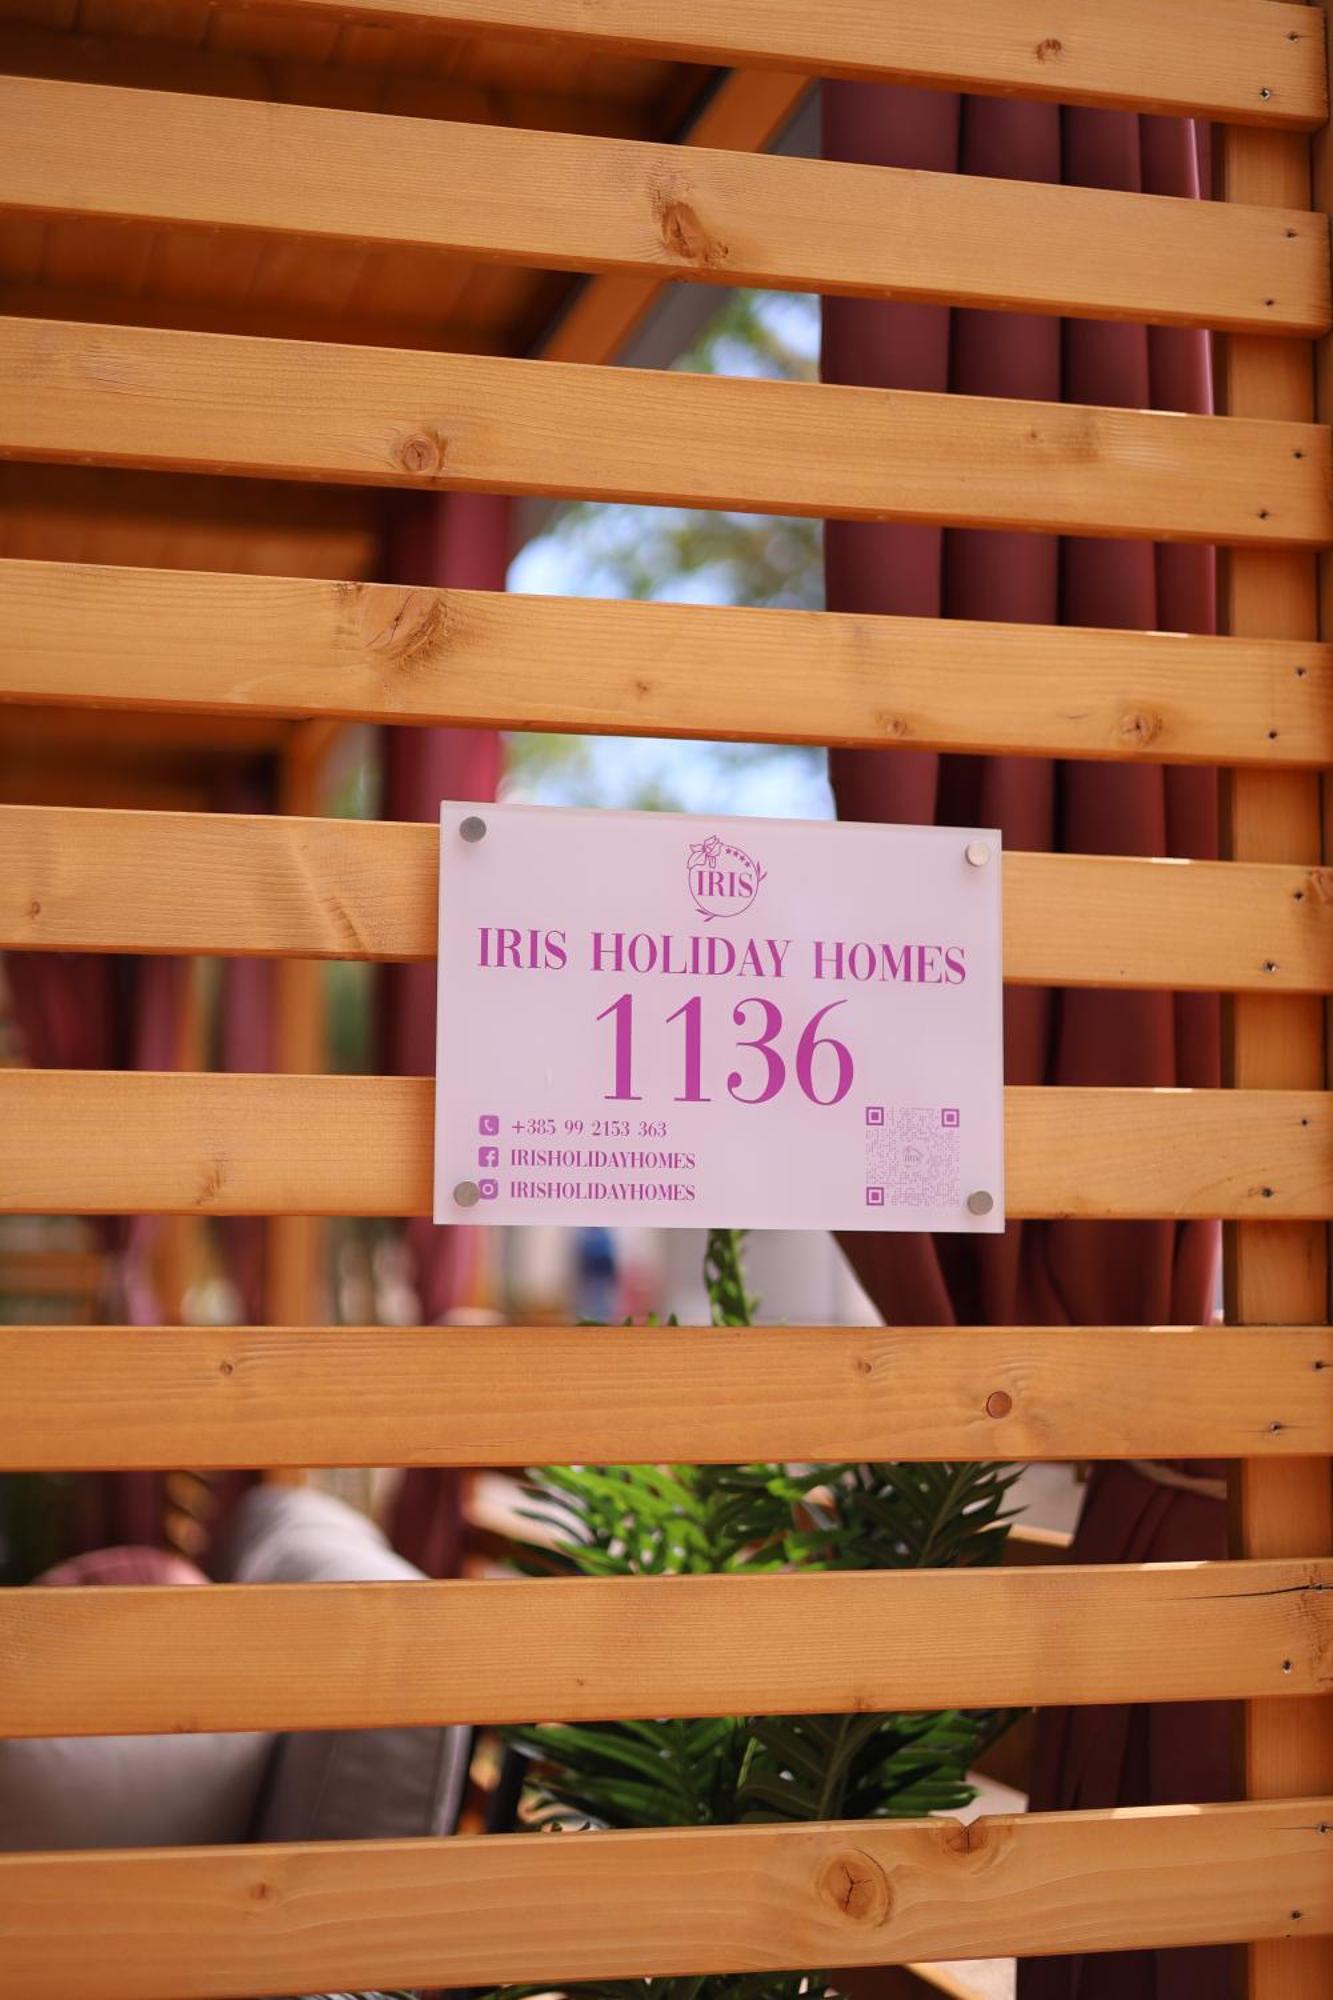 IRIS
IRIS HOLIDAY HOMES
1136
+385 99 2153 363
IRISHOLIDAYHOMES
IRISHOLIDAYHOMES